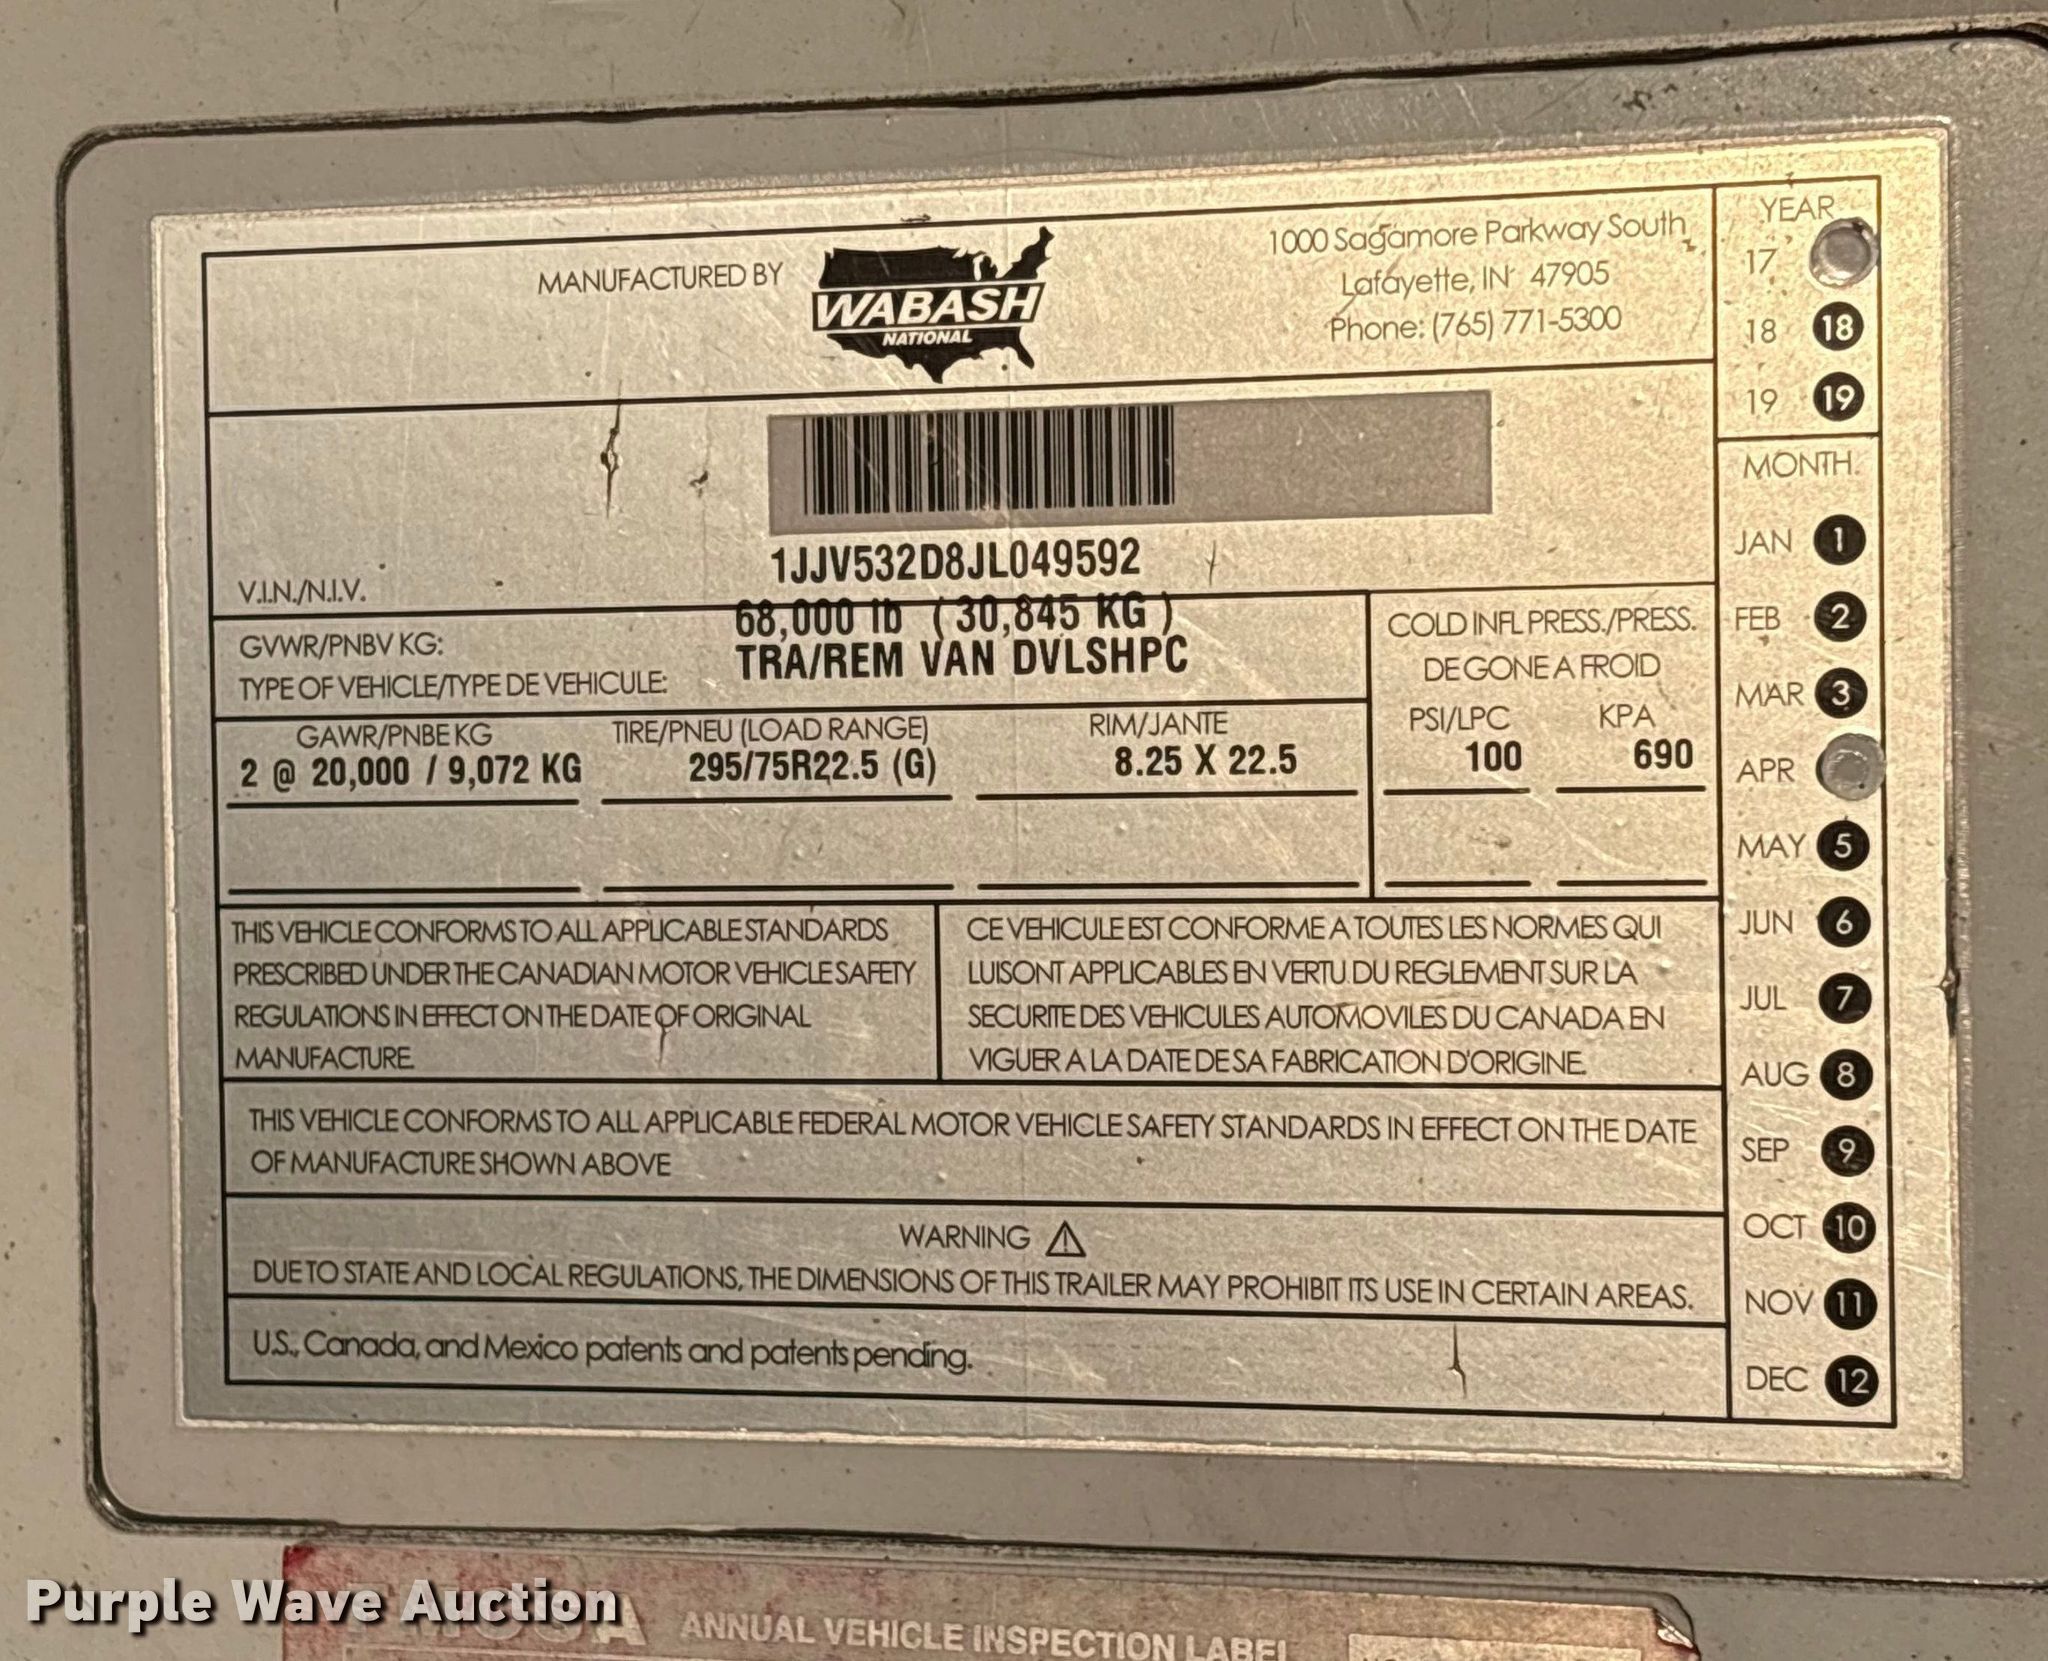 MANUFACTURED BY
WABASH
NATIONAL
1000 Sagamore Parkway South
Lafayette, IN 47905
Phone: (765) 771-5300
YEAR
17
18 18
19 19
1JJV532D8JL049592
V.I.N./N.I.V.
GVWR/PNBV KG: 68,000 lb (30,845 KG)
TYPE OF VEHICLE/TYPE DE VEHICULE: TRA/REM VAN DVLSHPC
COLD INFL PRESS./PRESS.
DE GONE A FROID
PSI/LPC KPA
100 690
GAWR/PNBE KG TIRE/PNEU (LOAD RANGE) RIM/JANTE
2 @ 20,000 / 9,072 KG 295/75R22.5 (G) 8.25 X 22.5
MONTH
JAN 1
FEB 2
MAR 3
APR
MAY 5
JUN 6
JUL 7
AUG 8
SEP 9
OCT 10
NOV 11
DEC 12
THIS VEHICLE CONFORMS TO ALL APPLICABLE STANDARDS
PRESCRIBED UNDER THE CANADIAN MOTOR VEHICLE SAFETY
REGULATIONS IN EFFECT ON THE DATE OF ORIGINAL
MANUFACTURE.
CE VEHICULE EST CONFORME A TOUTES LES NORMES QUI
LUISONT APPLICABLES EN VERTU DU REGLEMENT SUR LA
SECURITE DES VEHICULES AUTOMOVILES DU CANADA EN
VIGUER A LA DATE DE SA FABRICATION D'ORIGINE.
THIS VEHICLE CONFORMS TO ALL APPLICABLE FEDERAL MOTOR VEHICLE SAFETY STANDARDS IN EFFECT ON THE DATE
OF MANUFACTURE SHOWN ABOVE
WARNING
DUE TO STATE AND LOCAL REGULATIONS, THE DIMENSIONS OF THIS TRAILER MAY PROHIBIT ITS USE IN CERTAIN AREAS.
U.S., Canada, and Mexico patents and patents pending.
Purple Wave Auction
ANNUAL VEHICLE INSPECTION LABEL